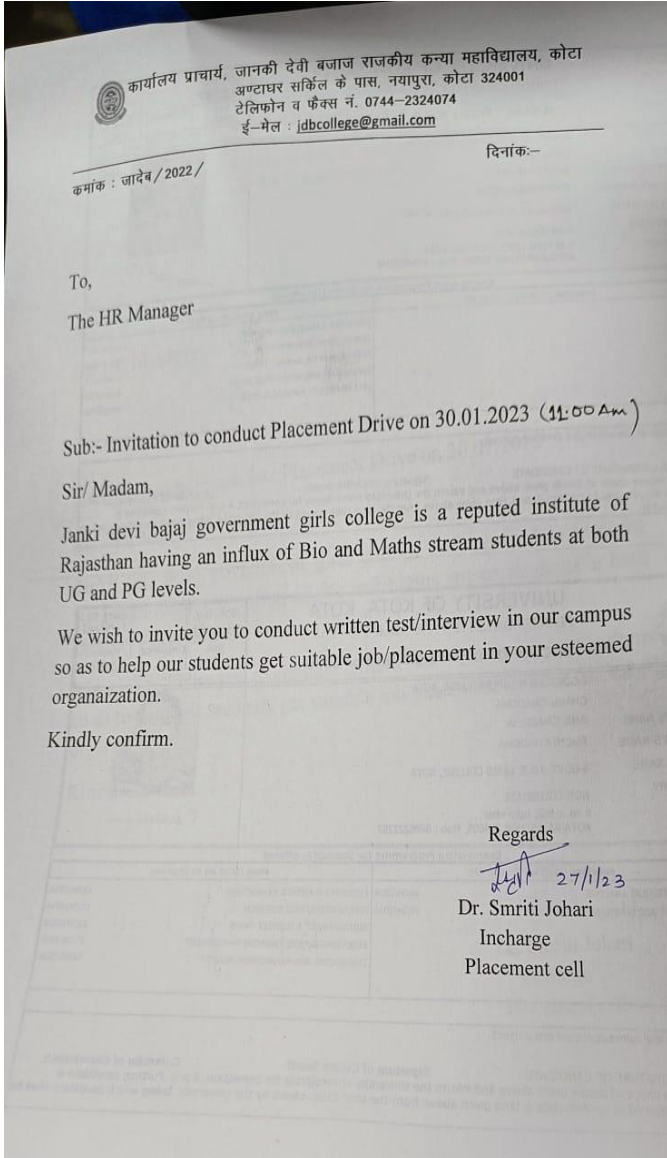 कार्यालय प्राचार्य, जानकी देवी बजाज राजकीय कन्या महाविद्यालय, कोटा
अण्टाघर सर्किल के पास, नयापुरा, कोटा 324001
टेलिफोन व फैक्स नं. 0744–2324074
ई–मेल : jdbcollege@gmail.com
कमांक : जादेब/2022/
दिनांकः–
To,
The HR Manager
Sub:- Invitation to conduct Placement Drive on 30.01.2023 (11:00 Am)
Sir/ Madam,
Janki devi bajaj government girls college is a reputed institute of
Rajasthan having an influx of Bio and Maths stream students at both
UG and PG levels.
We wish to invite you to conduct written test/interview in our campus
so as to help our students get suitable job/placement in your esteemed
organaization.
Kindly confirm.
Regards
27/1/23
Dr. Smriti Johari
Incharge
Placement cell